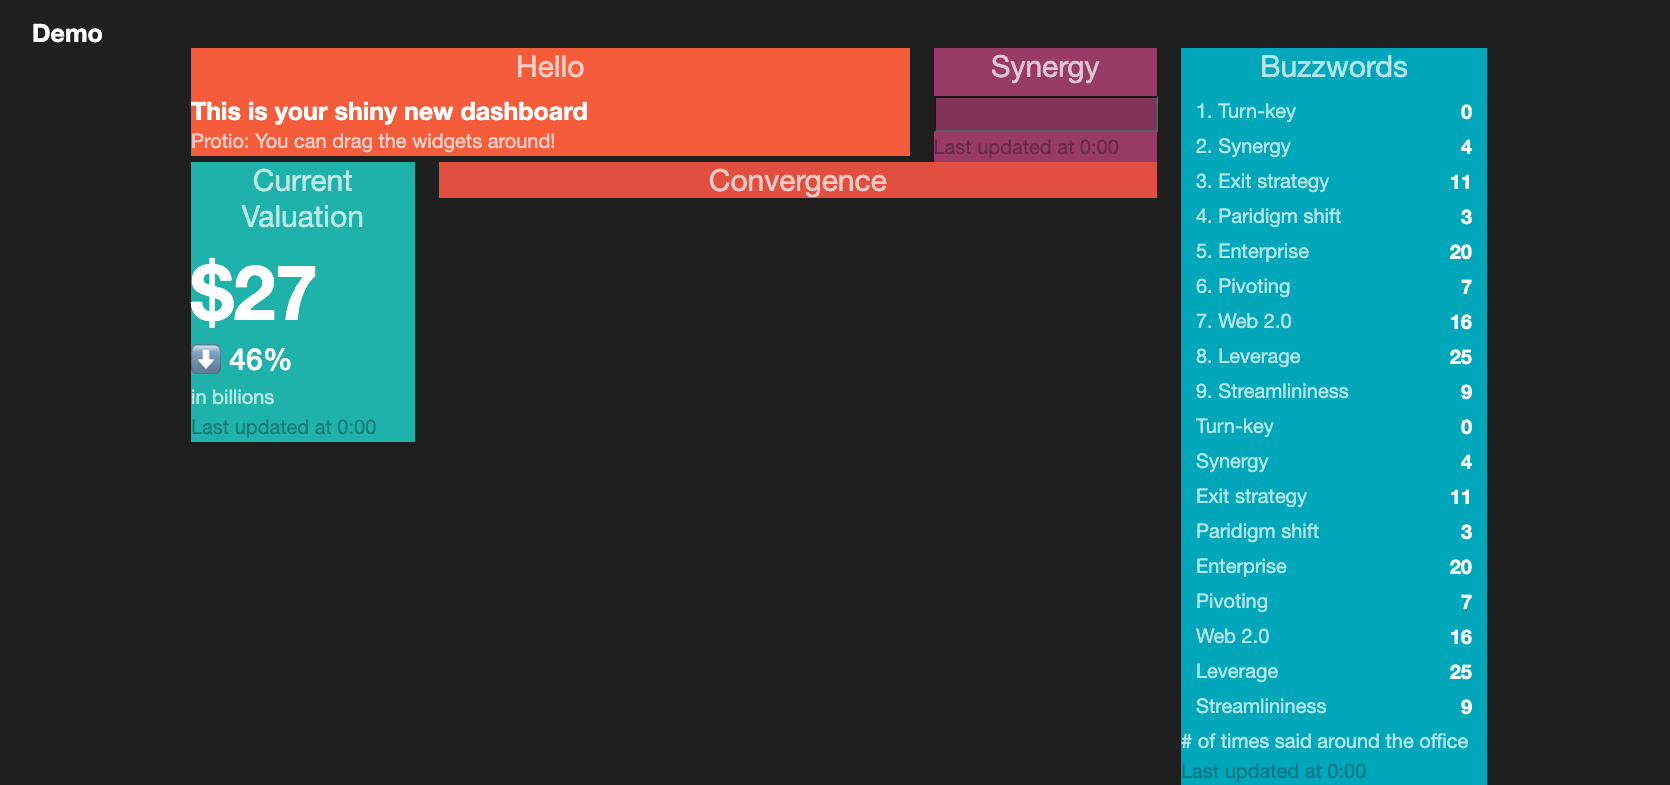 Demo
Hello
This is your shiny new dashboard
Protio: You can drag the widgets around!
Synergy
Last updated at 0:00
Current
Valuation
$27
⬇️ 46%
in billions
Last updated at 0:00
Convergence
Buzzwords
1. Turn-key 0
2. Synergy 4
3. Exit strategy 11
4. Paridigm shift 3
5. Enterprise 20
6. Pivoting 7
7. Web 2.0 16
8. Leverage 25
9. Streamlininess 9
Turn-key 0
Synergy 4
Exit strategy 11
Paridigm shift 3
Enterprise 20
Pivoting 7
Web 2.0 16
Leverage 25
Streamlininess 9
# of times said around the office
Last updated at 0:00